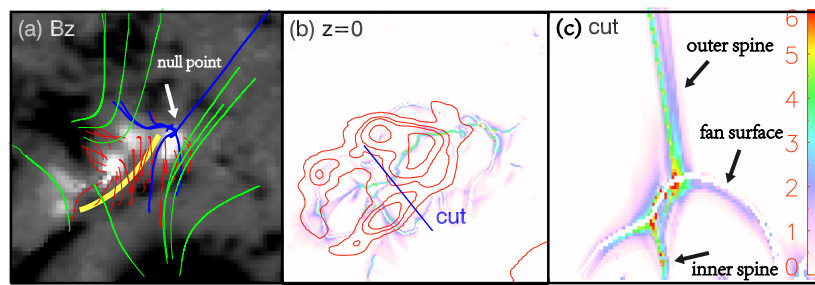 (a) Bz
null point
(b) z=0
cut
(c) cut
outer spine
fan surface
inner spine
6
5
4
3
2
1
0